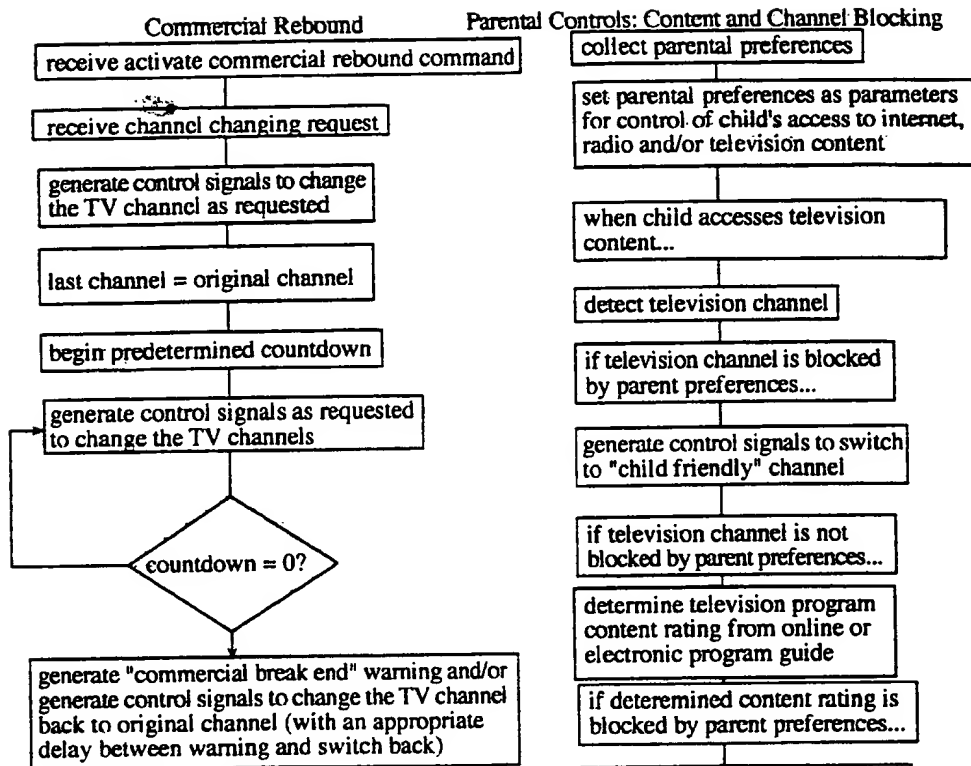 Commercial Rebound
receive activate commercial rebound command
receive channel changing request
generate control signals to change
the TV channel as requested
last channel = original channel
begin predetermined countdown
generate control signals as requested
to change the TV channels
countdown = 0?
generate "commercial break end" warning and/or
generate control signals to change the TV channel
back to original channel (with an appropriate
delay between warning and switch back)
Parental Controls: Content and Channel Blocking
collect parental preferences
set parental preferences as parameters
for control of child's access to internet,
radio and/or television content
when child accesses television
content...
detect television channel
if television channel is blocked
by parent preferences...
generate control signals to switch
to "child friendly" channel
if television channel is not
blocked by parent preferences...
determine television program
content rating from online or
electronic program guide
if deteremined content rating is
blocked by parent preferences...